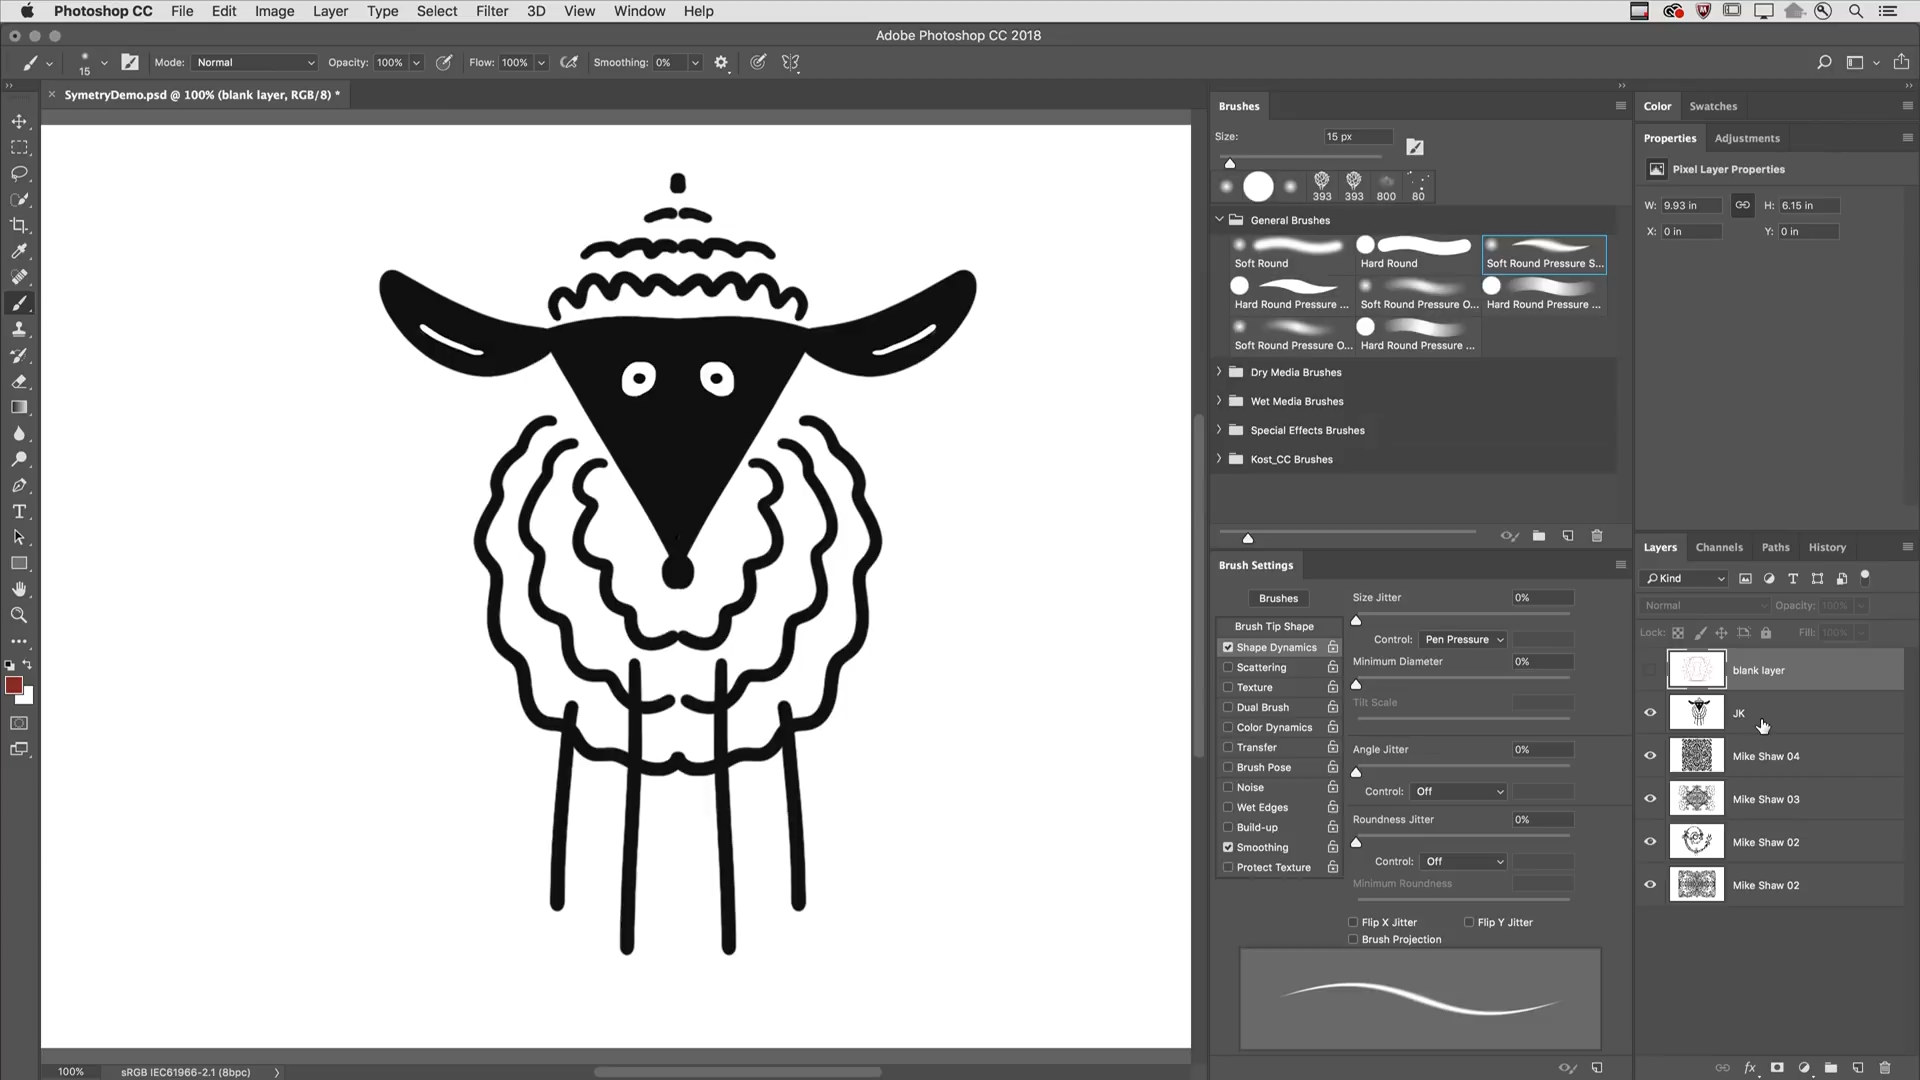 Photoshop CC File Edit Image Layer Type Select Filter 3D View Window Help
Adobe Photoshop CC 2018
15 Mode: Normal Opacity: 100% Flow: 100% Smoothing: 0%
SymetryDemo.psd @ 100% (blank layer, RGB/8) *
Brushes
Size: 15 px
393 393 800 80
General Brushes
Soft Round Hard Round Soft Round Pressure S...
Hard Round Pressure ... Soft Round Pressure O... Hard Round Pressure ...
Soft Round Pressure O... Hard Round Pressure ...
Dry Media Brushes
Wet Media Brushes
Special Effects Brushes
Kost_CC Brushes
Brush Settings
Brushes
Brush Tip Shape
Shape Dynamics
Scattering
Texture
Dual Brush
Color Dynamics
Transfer
Brush Pose
Noise
Wet Edges
Build-up
Smoothing
Protect Texture
Size Jitter 0%
Control: Pen Pressure
Minimum Diameter 0%
Tilt Scale
Angle Jitter 0%
Control: Off
Roundness Jitter 0%
Control: Off
Minimum Roundness
Flip X Jitter Flip Y Jitter
Brush Projection
Color Swatches
Properties Adjustments
Pixel Layer Properties
W: 9.93 in H: 6.15 in
X: 0 in Y: 0 in
Layers Channels Paths History
Kind
Normal Opacity: 100%
Lock: Fill: 100%
blank layer
JK
Mike Shaw 04
Mike Shaw 03
Mike Shaw 02
Mike Shaw 02
100% sRGB IEC61966-2.1 (8bpc)